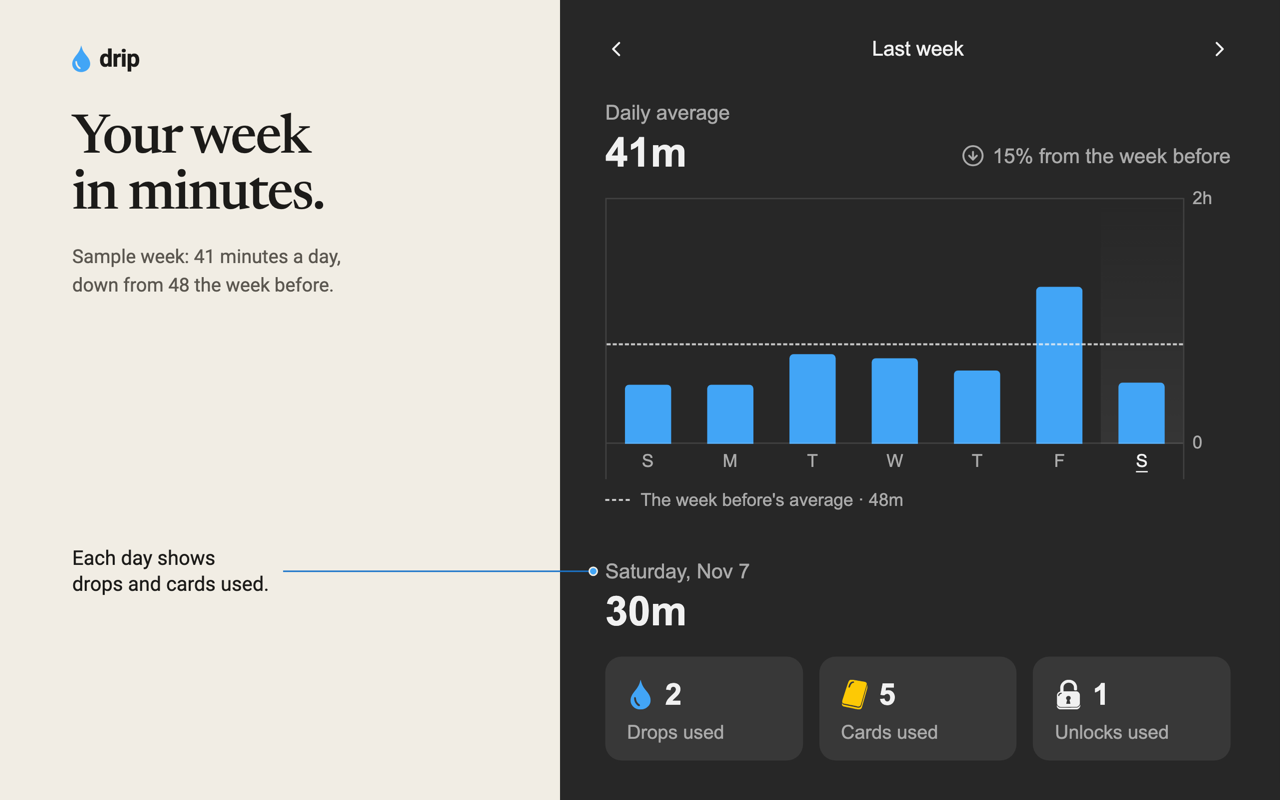 drip
Your week
in minutes.
Sample week: 41 minutes a day,
down from 48 the week before.
Each day shows
drops and cards used.
Last week
Daily average
41m
15% from the week before
2h
0
S M T W T F S
The week before's average · 48m
Saturday, Nov 7
30m
2
Drops used
5
Cards used
1
Unlocks used